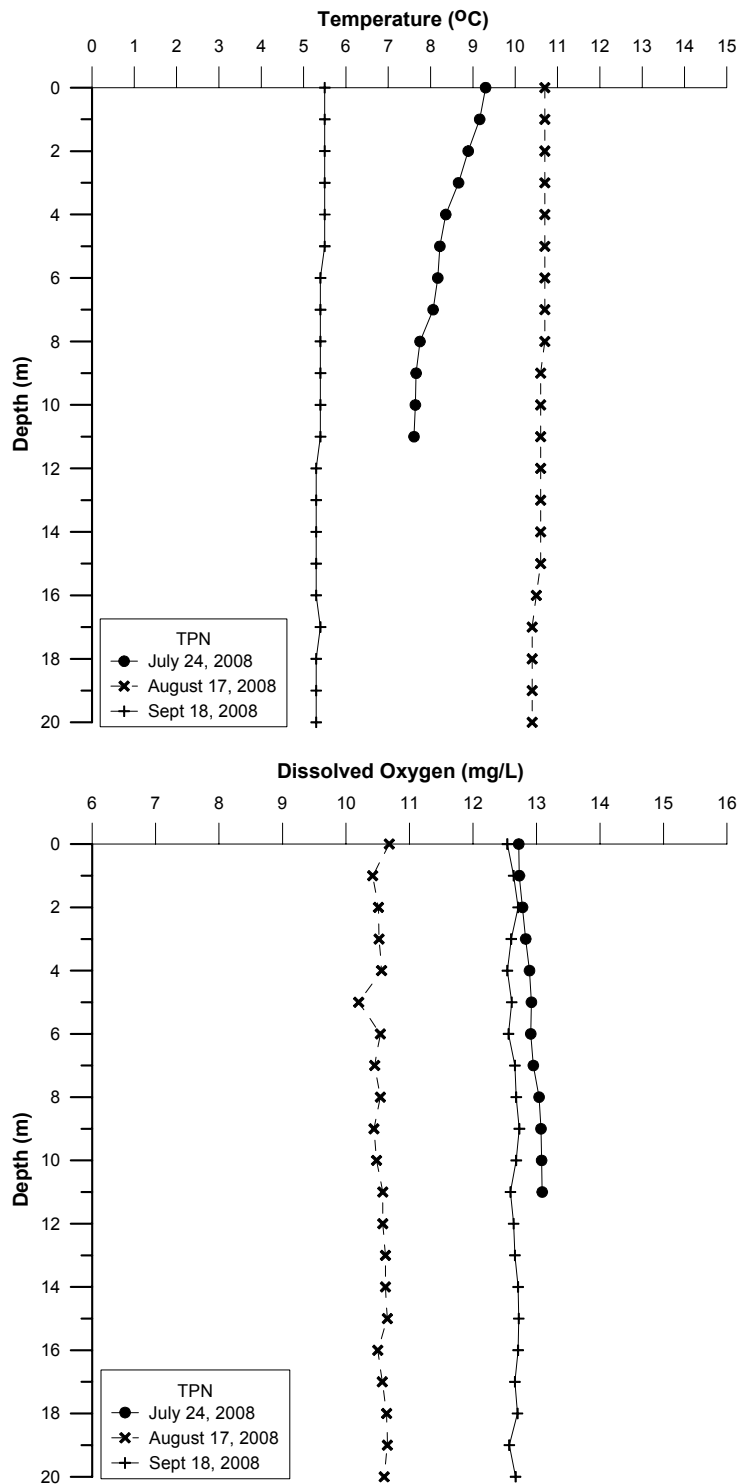 Temperature (OC)
0 1 2 3 4 5 6 7 8 9 10 11 12 13 14 15
0
2
4
6
8
10
12
14
16
18
20
Depth (m)
TPN
July 24, 2008
August 17, 2008
Sept 18, 2008
Dissolved Oxygen (mg/L)
6 7 8 9 10 11 12 13 14 15 16
0
2
4
6
8
10
12
14
16
18
20
Depth (m)
TPN
July 24, 2008
August 17, 2008
Sept 18, 2008